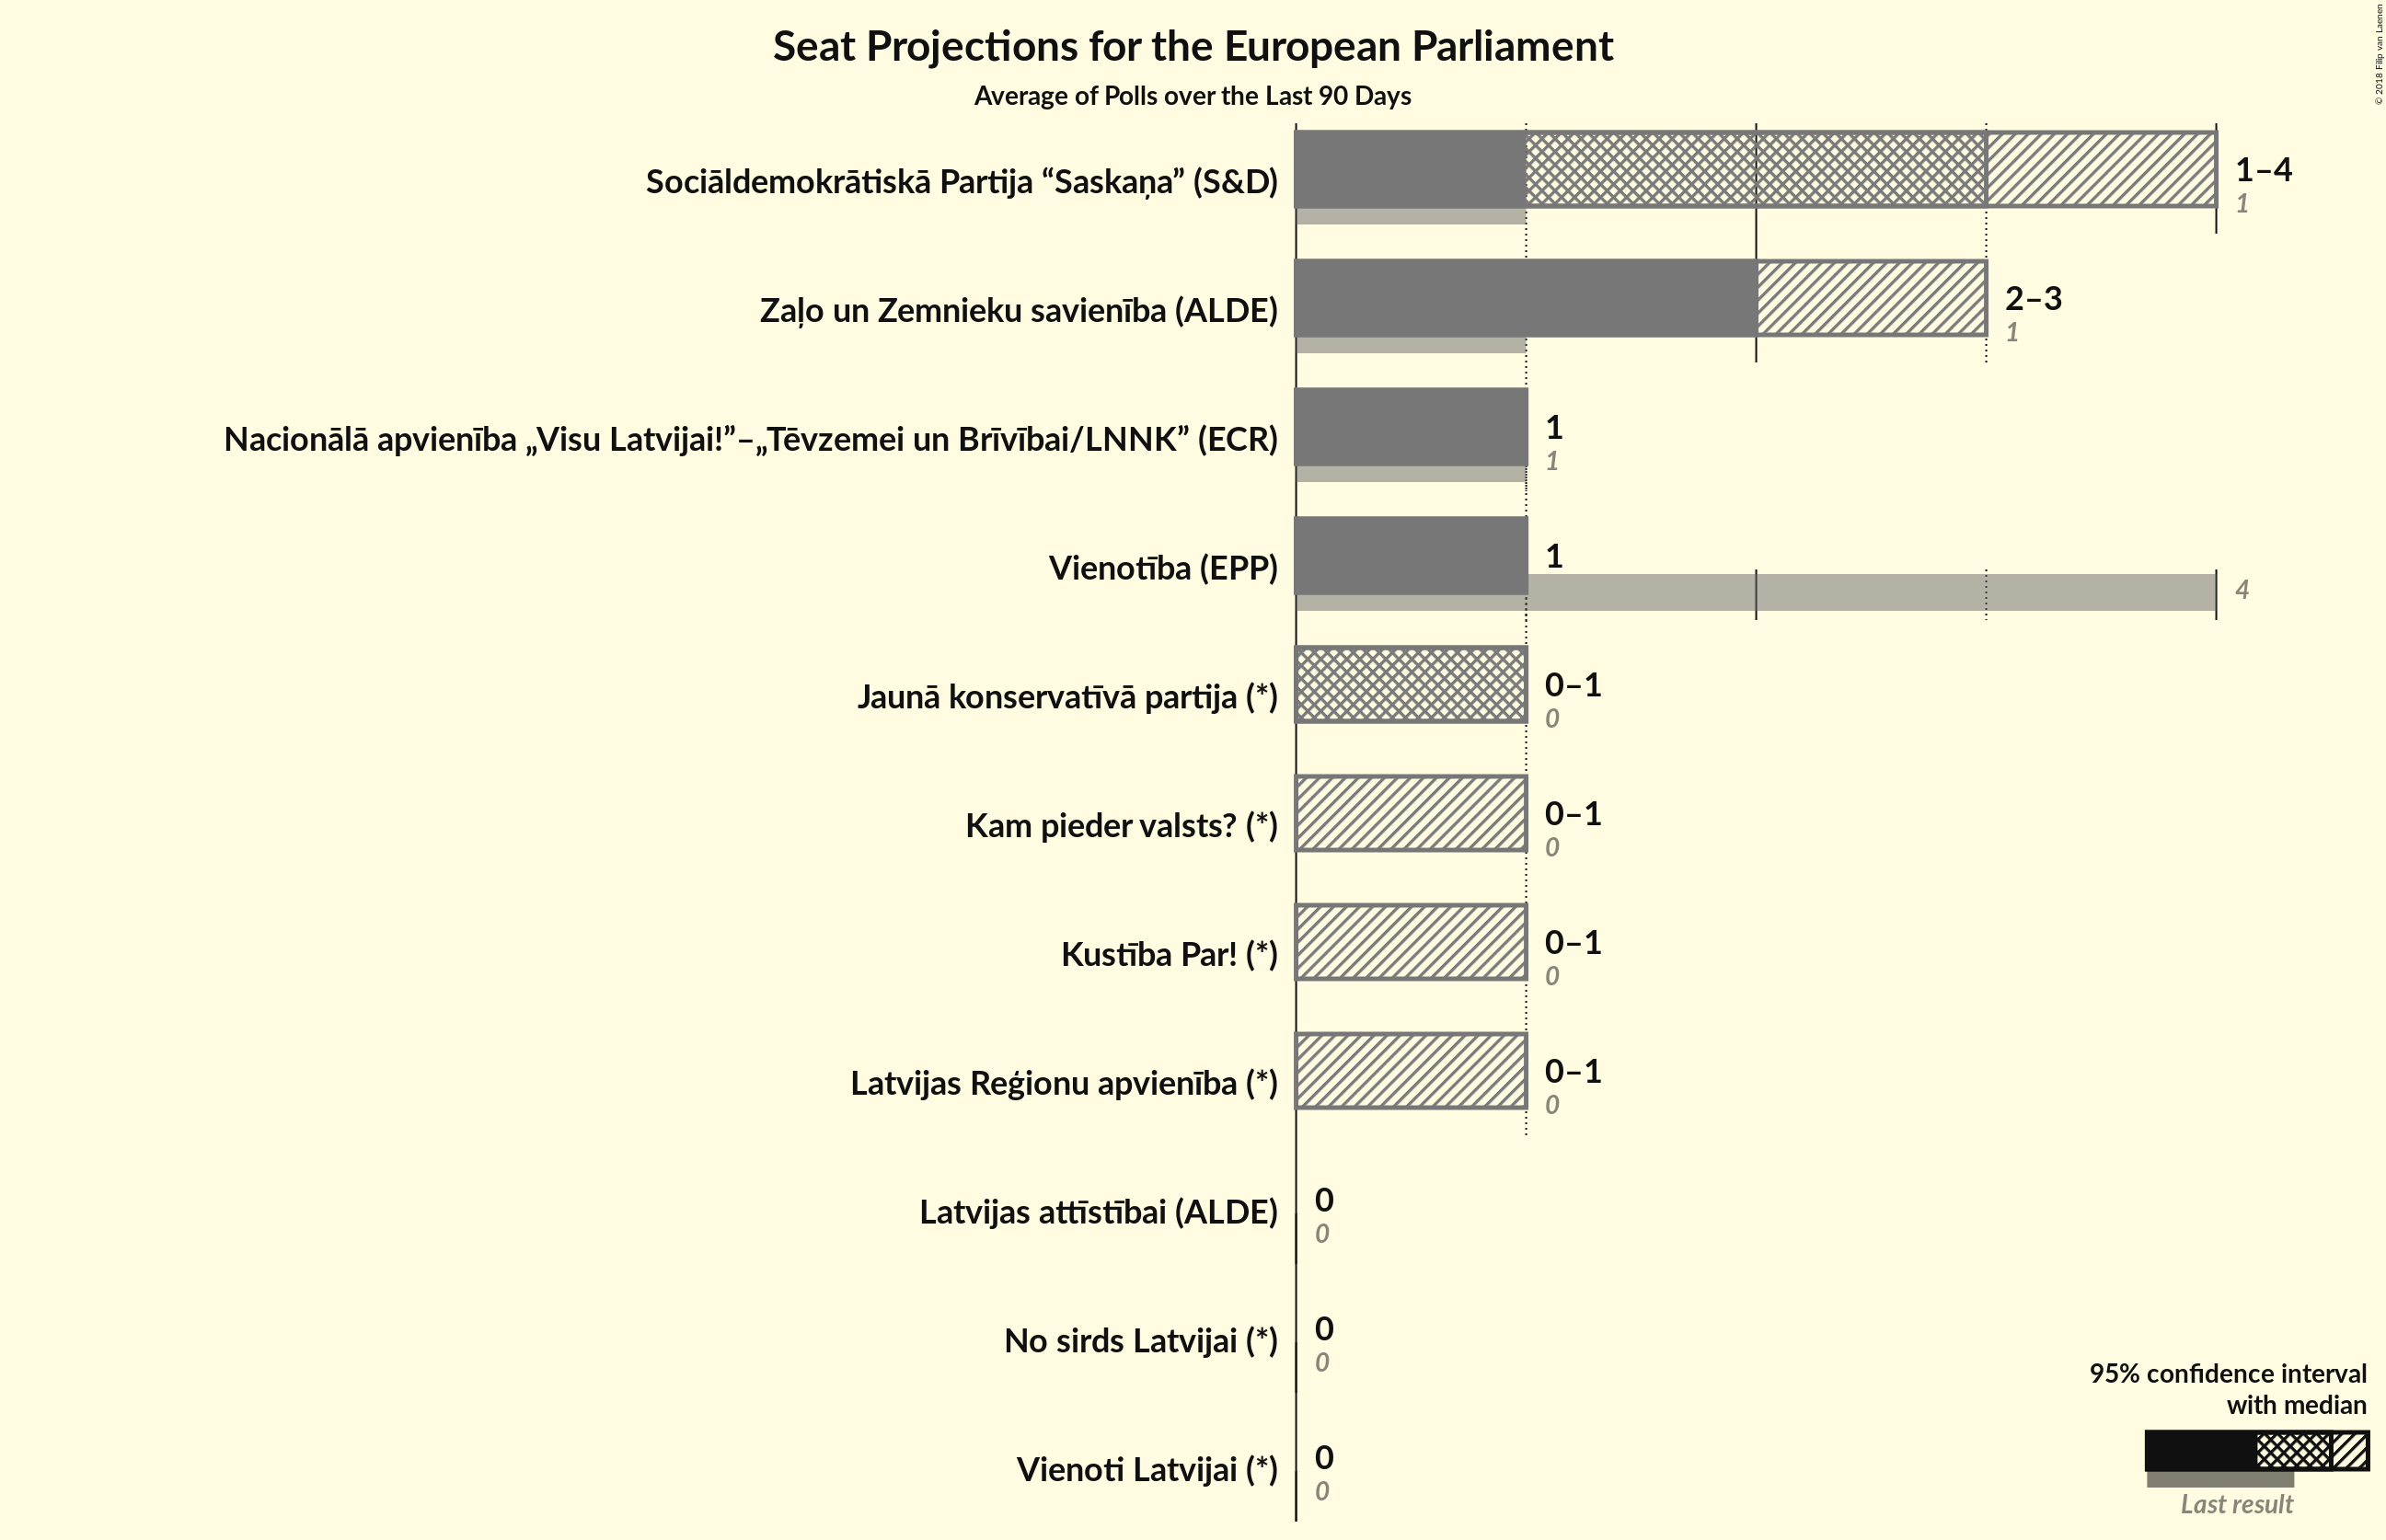 Seat Projections for the European Parliament
Average of Polls over the Last 90 Days
© 2018 Filip van Laenen
Sociāldemokrātiskā Partija “Saskaņa” (S&D)
1–4
1
Zaļo un Zemnieku savienība (ALDE)
2–3
1
Nacionālā apvienība „Visu Latvijai!”–„Tēvzemei un Brīvībai/LNNK” (ECR)
1
1
Vienotība (EPP)
1
4
Jaunā konservatīvā partija (*)
0–1
0
Kam pieder valsts? (*)
0–1
0
Kustība Par! (*)
0–1
0
Latvijas Reģionu apvienība (*)
0–1
0
Latvijas attīstībai (ALDE)
0
0
No sirds Latvijai (*)
0
0
Vienoti Latvijai (*)
0
0
95% confidence interval
with median
Last result